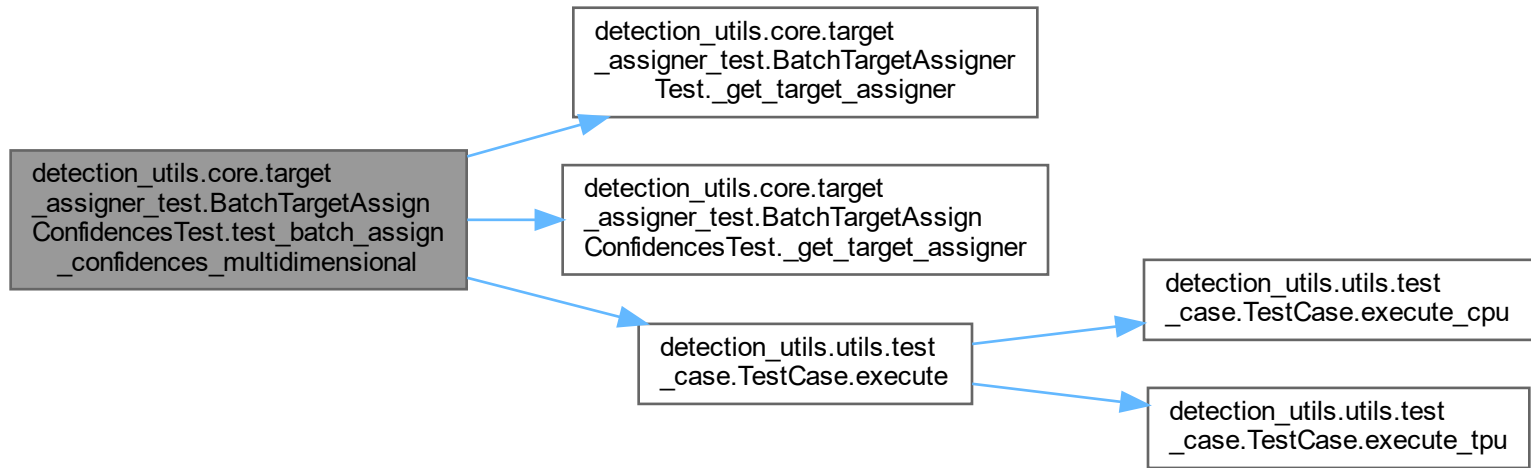 detection_utils.core.target
_assigner_test.BatchTargetAssigner
Test._get_target_assigner
detection_utils.core.target
_assigner_test.BatchTargetAssign
ConfidencesTest.test_batch_assign
_confidences_multidimensional
detection_utils.core.target
_assigner_test.BatchTargetAssign
ConfidencesTest._get_target_assigner
detection_utils.utils.test
_case.TestCase.execute
detection_utils.utils.test
_case.TestCase.execute_cpu
detection_utils.utils.test
_case.TestCase.execute_tpu